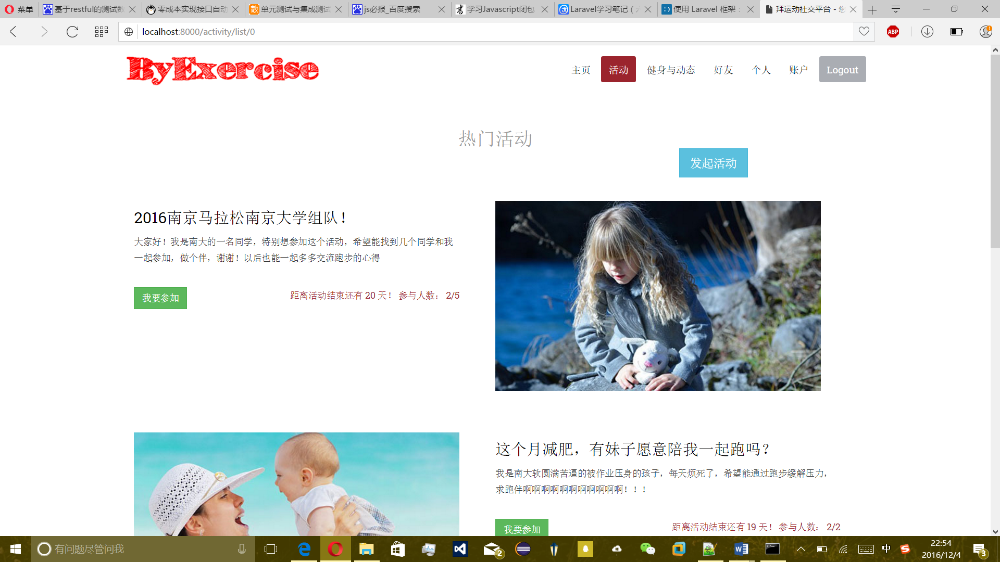 菜单
基于restful的测试数
零成本实现接口自动
单元测试与集成测试
js必报_百度搜索
学习Javascript闭包
Laravel学习笔记（
使用 Laravel 框架：
拜运动社交平台 - 您
localhost:8000/activity/list/0
ABP
ByExercise
主页
活动
健身与动态
好友
个人
账户
Logout
热门活动
发起活动
2016南京马拉松南京大学组队！
大家好！我是南大的一名同学，特别想参加这个活动，希望能找到几个同学和我
一起参加，做个伴，谢谢！以后也能一起多多交流跑步的心得
我要参加
距离活动结束还有 20 天！ 参与人数： 2/5
这个月减肥，有妹子愿意陪我一起跑吗？
我是南大软圆满苦逼的被作业压身的孩子，每天烦死了，希望能通过跑步缓解压力，
求跑伴啊啊啊啊啊啊啊啊啊啊啊！！！
我要参加
距离活动结束还有 19 天！ 参与人数： 2/2
有问题尽管问我
2
中
22:54
2016/12/4
3